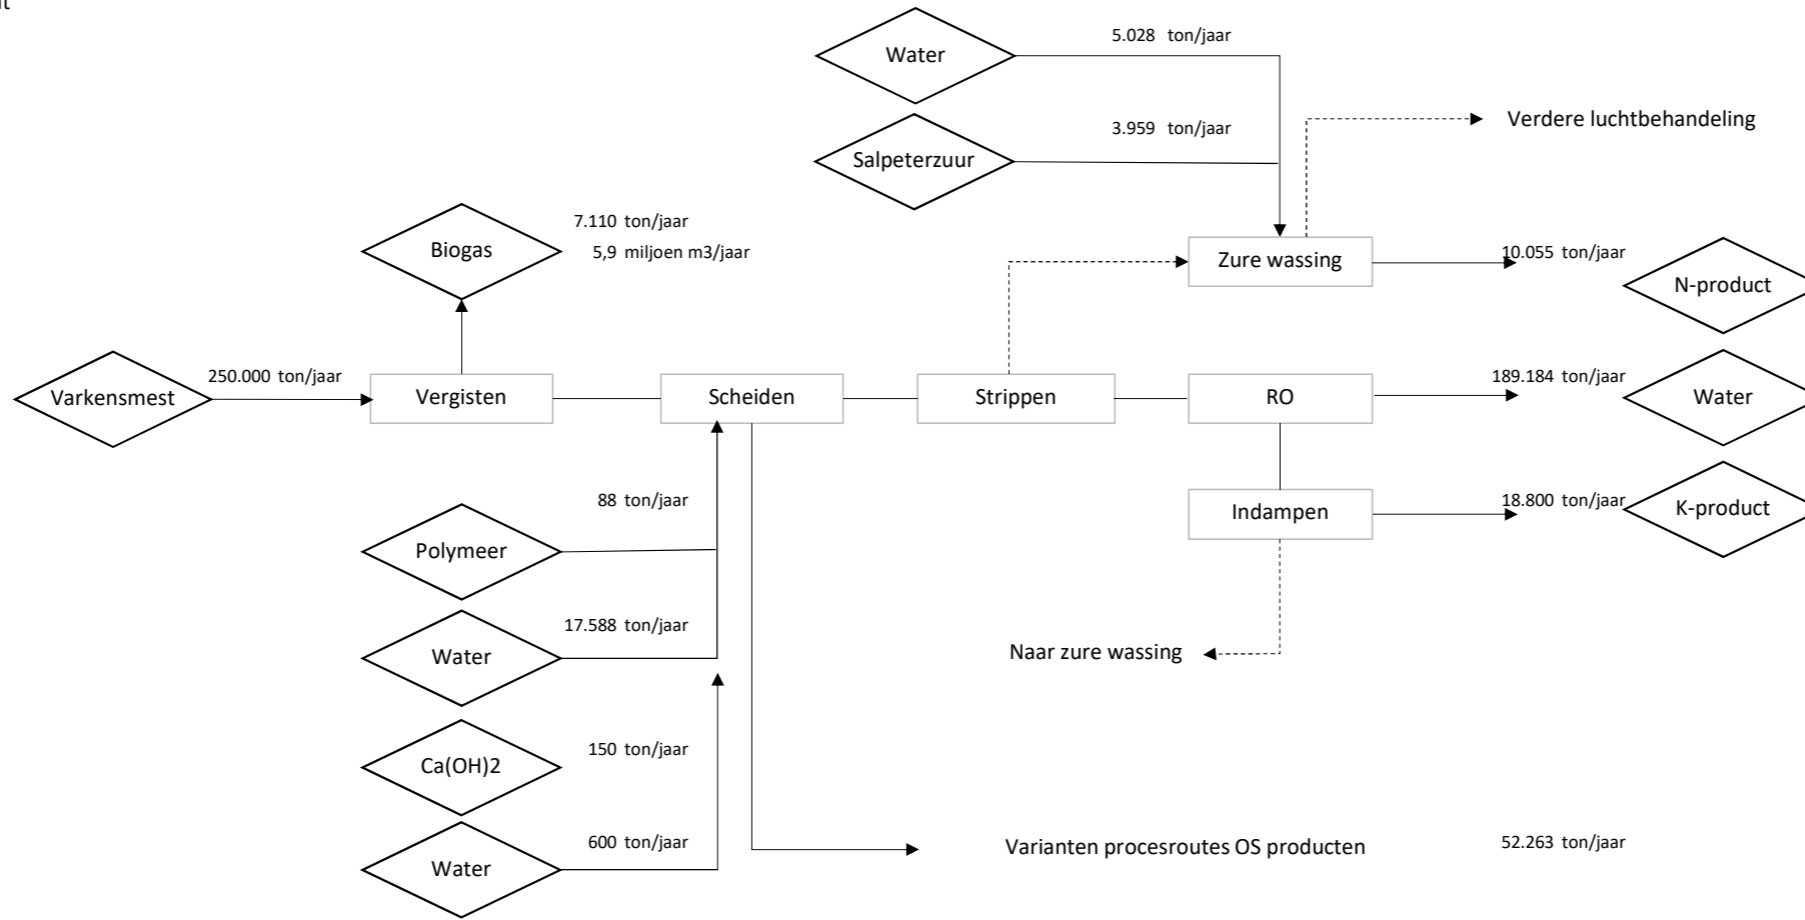 Water
5.028 ton/jaar
Verdere luchtbehandeling
Salpeterzuur
3.959 ton/jaar
Biogas
7.110 ton/jaar
5,9 miljoen m3/jaar
Zure wassing
10.055 ton/jaar
N-product
Varkensmest
250.000 ton/jaar
Vergisten
Scheiden
Strippen
RO
189.184 ton/jaar
Water
Indampen
18.800 ton/jaar
K-product
Polymeer
88 ton/jaar
Water
17.588 ton/jaar
Naar zure wassing
Ca(OH)2
150 ton/jaar
Water
600 ton/jaar
Varianten procesroutes OS producten
52.263 ton/jaar